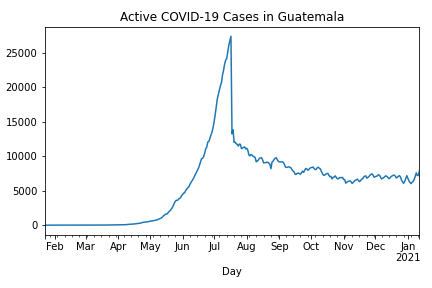 Active COVID-19 Cases in Guatemala
25000
20000
15000
10000
5000
0
Feb Mar Apr May Jun Jul Aug Sep Oct Nov Dec Jan
2021
Day